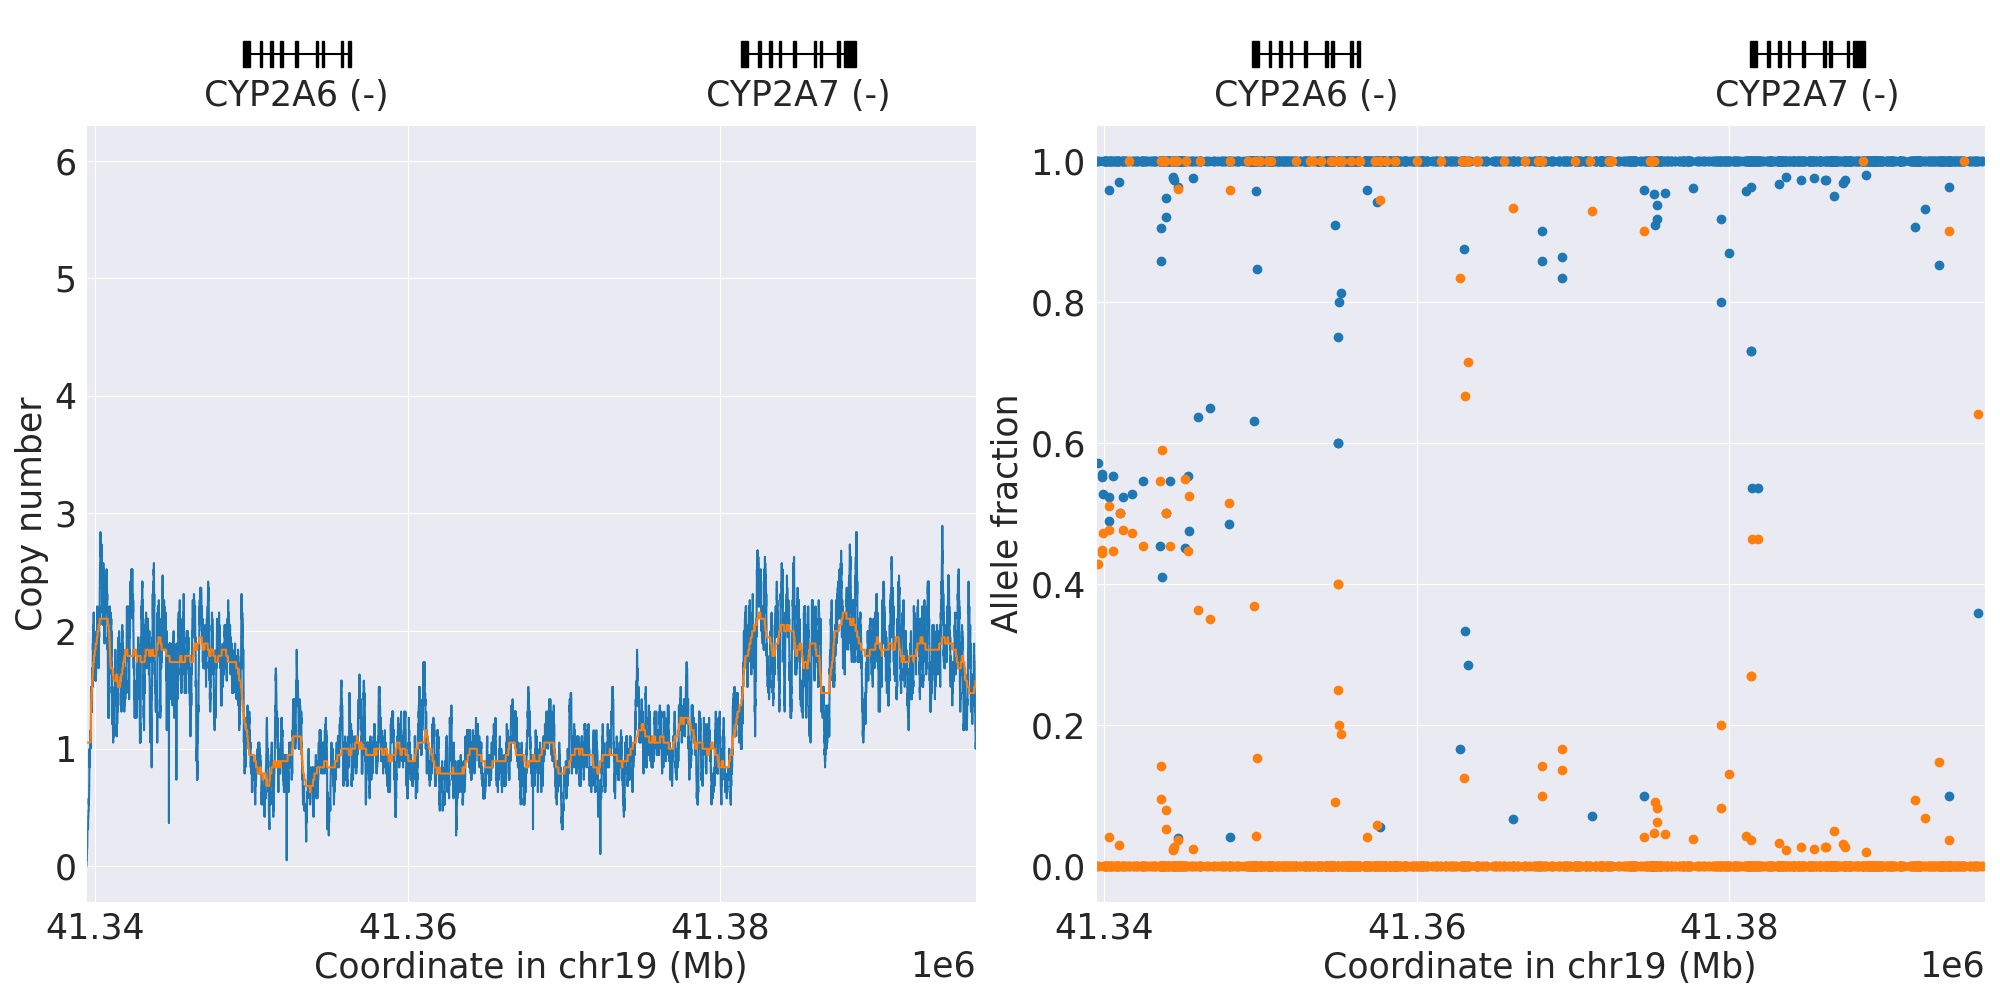 CYP2A6 (-)
CYP2A7 (-)
Copy number
6
5
4
3
2
1
0
41.34
41.36
41.38
Coordinate in chr19 (Mb)
1e6
CYP2A6 (-)
CYP2A7 (-)
Allele fraction
1.0
0.8
0.6
0.4
0.2
0.0
41.34
41.36
41.38
Coordinate in chr19 (Mb)
1e6